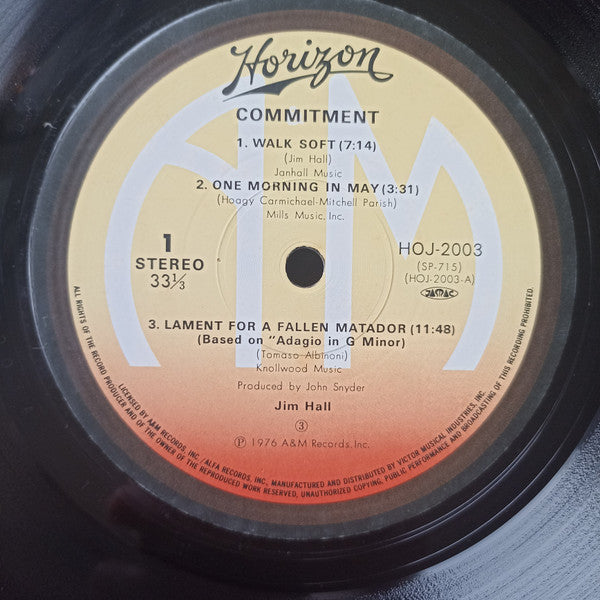 Horizon
COMMITMENT
1. WALK SOFT (7:14)
(Jim Hall)
Janhall Music
2. ONE MORNING IN MAY (3:31)
(Hoagy Carmichael-Mitchell Parish)
Mills Music, Inc.
1
STEREO
33 1/3
HOJ-2003
(SP-715)
(HOJ-2003-A)
JASRAC
3. LAMENT FOR A FALLEN MATADOR (11:48)
(Based on "Adagio in G Minor)
(Tomaso Albinoni)
Knollwood Music
Produced by John Snyder
Jim Hall
③
Ⓟ 1976 A&M Records, Inc.
ALL RIGHTS OF THE RECORD PRODUCER AND OF THE OWNER OF THE REPRODUCED WORK RESERVED, UNAUTHORIZED COPYING, PUBLIC PERFORMANCE AND BROADCASTING OF THIS RECORD PROHIBITED.
LICENSED BY A&M RECORDS, INC./ALFA RECORDS, INC., MANUFACTURED AND DISTRIBUTED BY VICTOR MUSICAL INDUSTRIES, INC.
AM